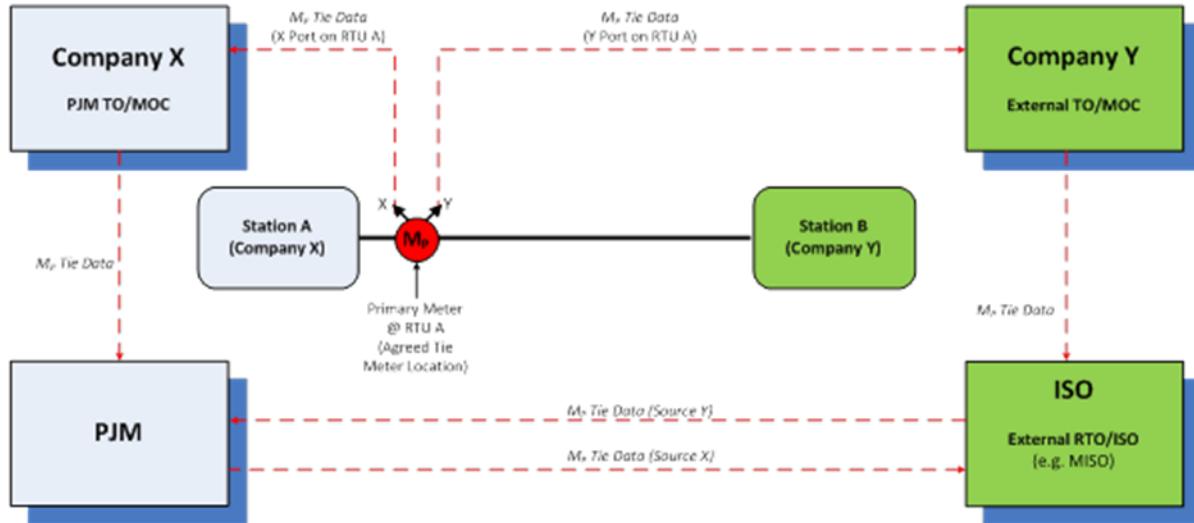 Mₚ Tie Data
(X Port on RTU A)
Mₚ Tie Data
(Y Port on RTU A)
Company X
PJM TO/MOC
Company Y
External TO/MOC
X
Y
Station A
(Company X)
Mₚ
Station B
(Company Y)
Mₚ Tie Data
Primary Meter
@ RTU A
(Agreed Tie
Meter Location)
Mₚ Tie Data
PJM
Mₚ Tie Data (Source Y)
Mₚ Tie Data (Source X)
ISO
External RTO/ISO
(e.g. MISO)